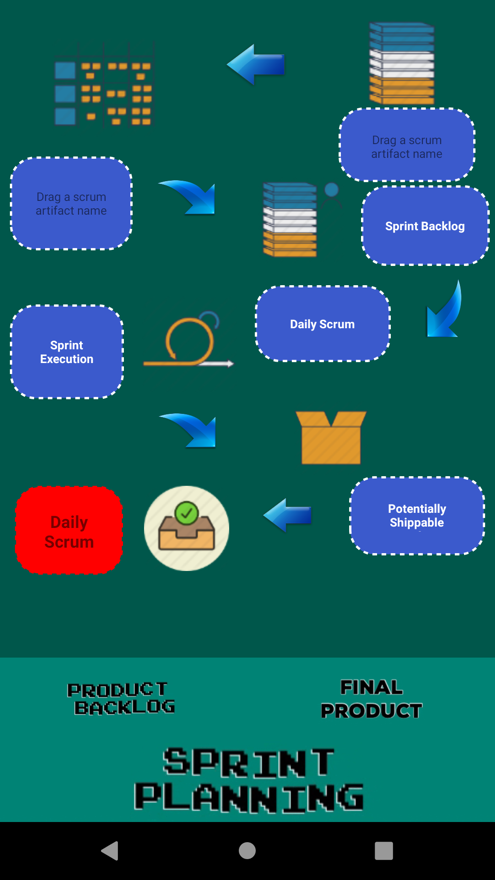 Drag a scrum
artifact name
Drag a scrum
artifact name
Sprint Backlog
Daily Scrum
Sprint
Execution
Potentially
Shippable
Daily
Scrum
PRODUCT
BACKLOG
FINAL
PRODUCT
SPRINT
PLANNING